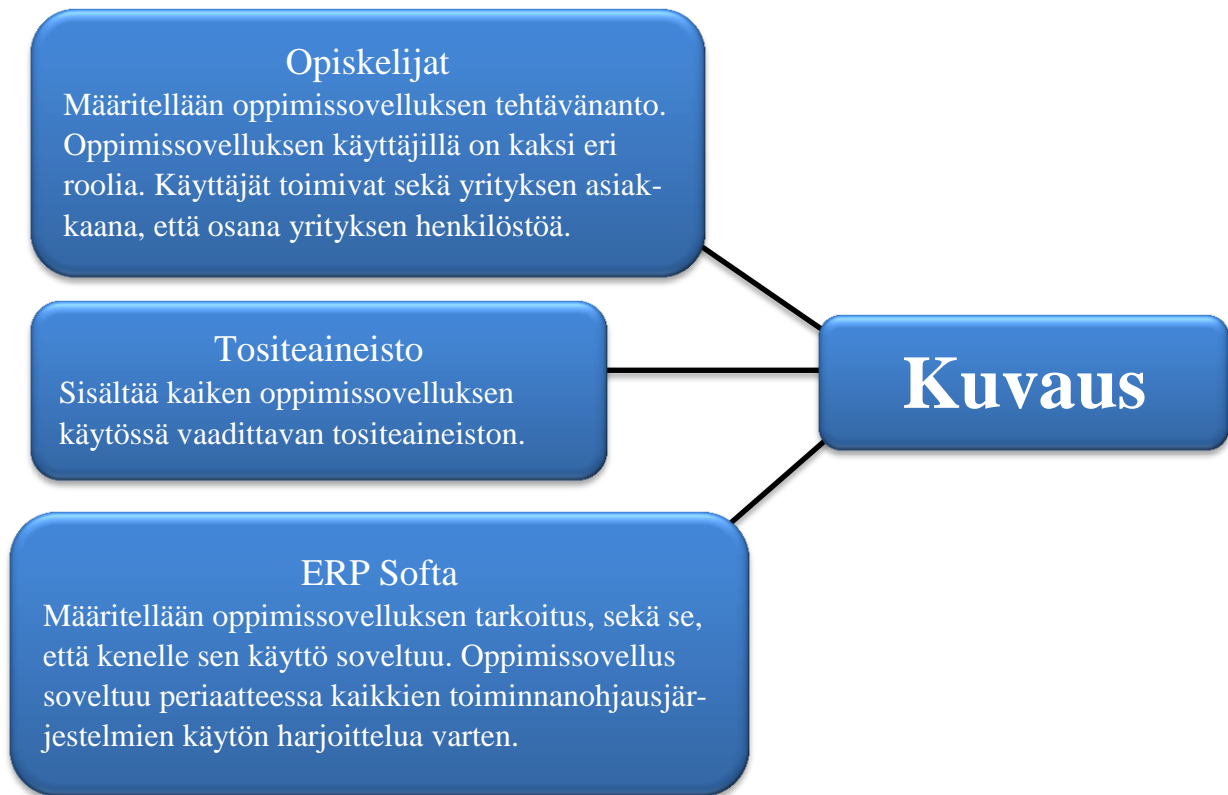 Opiskelijat
Määritellään oppimissovelluksen tehtävänanto.
Oppimissovelluksen käyttäjillä on kaksi eri
roolia. Käyttäjät toimivat sekä yrityksen asiak-
kaana, että osana yrityksen henkilöstöä.
Tositeaineisto
Sisältää kaiken oppimissovelluksen
käytössä vaadittavan tositeaineiston.
Kuvaus
ERP Softa
Määritellään oppimissovelluksen tarkoitus, sekä se,
että kenelle sen käyttö soveltuu. Oppimissovellus
soveltuu periaatteessa kaikkien toiminnanohjausjär-
jestelmien käytön harjoittelua varten.